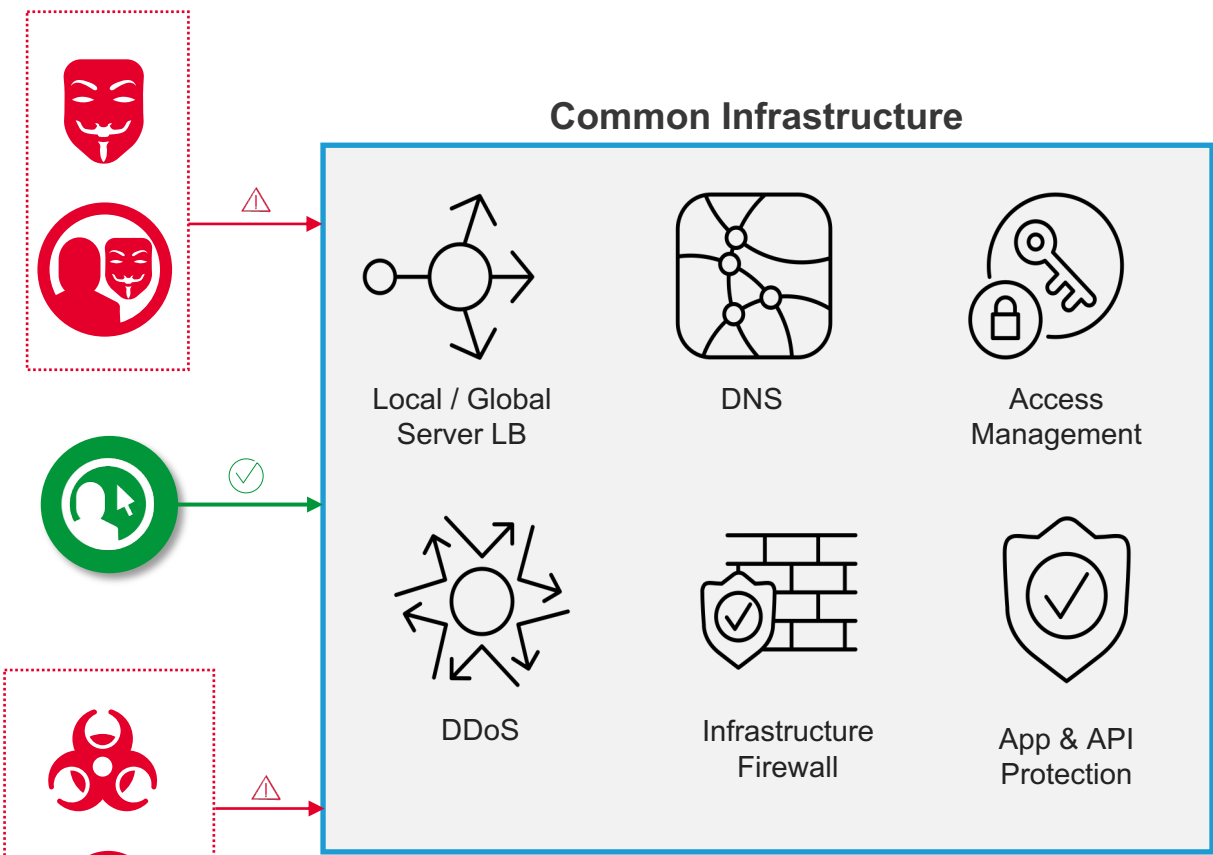 Common Infrastructure
Local / Global
Server LB
DNS
Access
Management
DDoS
Infrastructure
Firewall
App & API
Protection